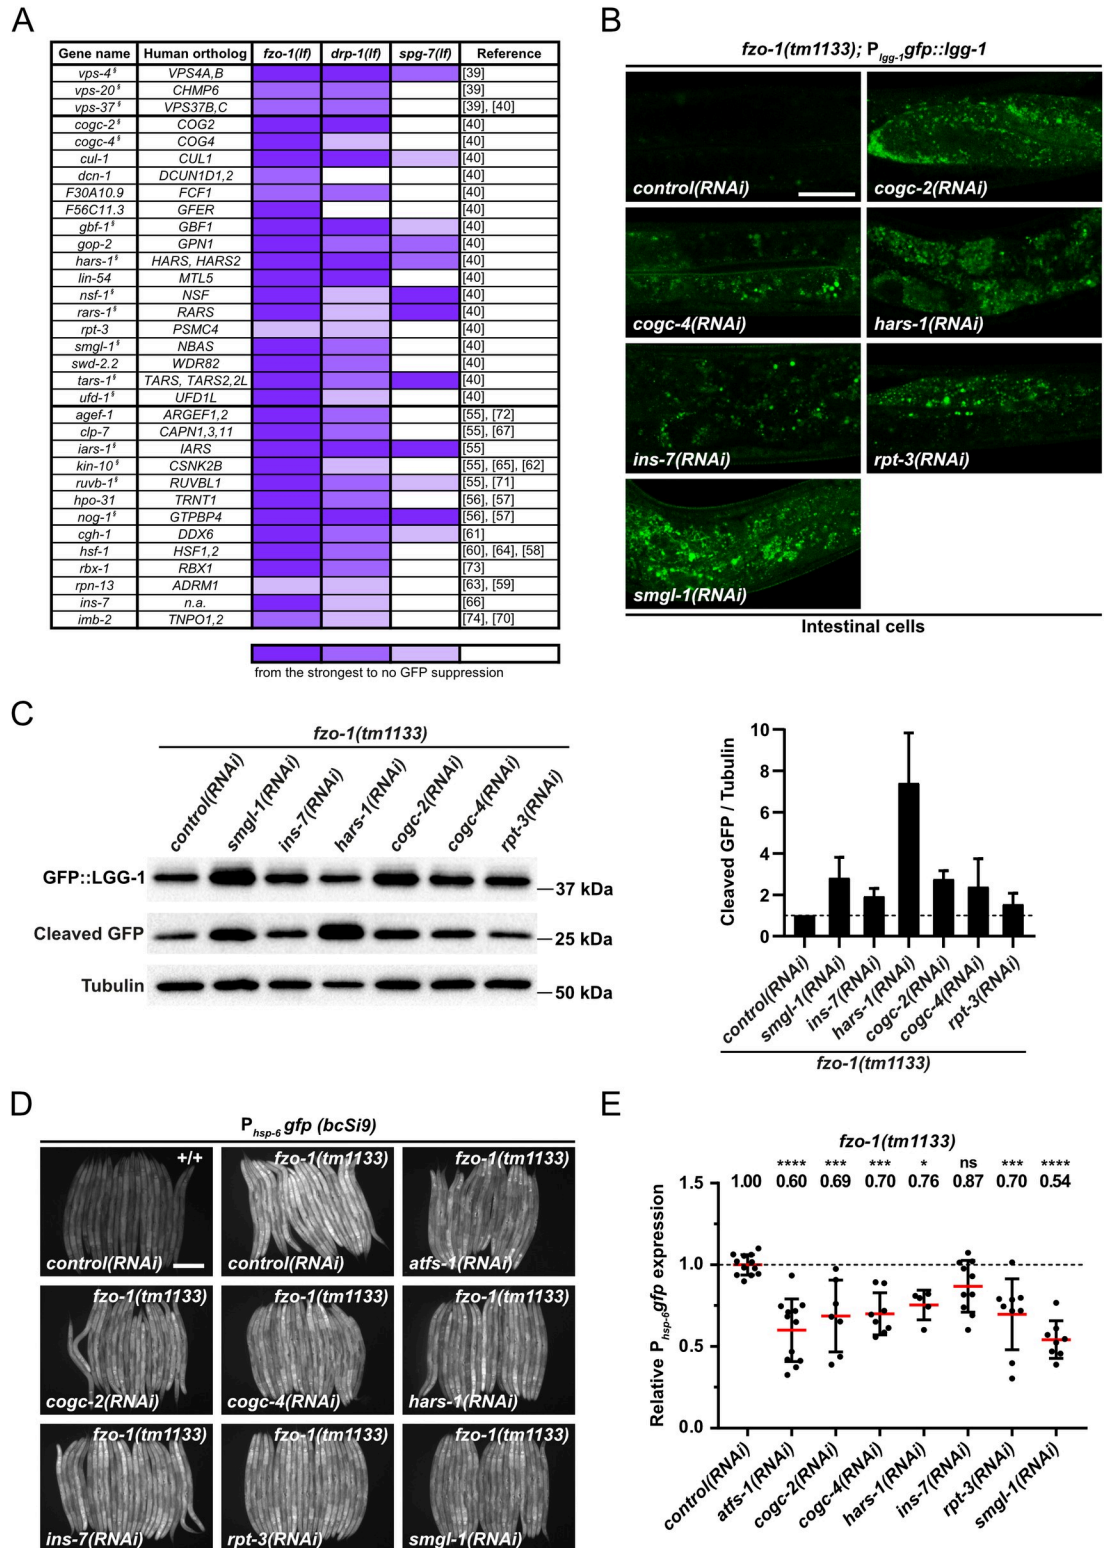 A
Gene name Human ortholog fzo-1(lf) drp-1(lf) spg-7(lf) Reference
vps-4§ VPS4A,B [39]
vps-20§ CHMP6 [39]
vps-37§ VPS37B,C [39], [40]
cogc-2§ COG2 [40]
cogc-4§ COG4 [40]
cul-1 CUL1 [40]
dcn-1 DCUN1D1,2 [40]
F30A10.9 FCF1 [40]
F56C11.3 GFER [40]
gbf-1§ GBF1 [40]
gop-2 GPN1 [40]
hars-1§ HARS, HARS2 [40]
lin-54 MTL5 [40]
nsf-1§ NSF [40]
rars-1§ RARS [40]
rpt-3 PSMC4 [40]
smgl-1§ NBAS [40]
swd-2.2 WDR82 [40]
tars-1§ TARS, TARS2,2L [40]
ufd-1§ UFD1L [40]
agef-1 ARGEF1,2 [55], [72]
clp-7 CAPN1,3,11 [55], [67]
iars-1§ IARS [55]
kin-10§ CSNK2B [55], [65], [62]
ruvb-1§ RUVBL1 [55], [71]
hpo-31 TRNT1 [56], [57]
nog-1§ GTPBP4 [56], [57]
cgh-1 DDX6 [61]
hsf-1 HSF1,2 [60], [64], [58]
rbx-1 RBX1 [73]
rpn-13 ADRM1 [63], [59]
ins-7 n.a. [66]
imb-2 TNPO1,2 [74], [70]
from the strongest to no GFP suppression
B
fzo-1(tm1133); Plgg-1gfp::lgg-1
control(RNAi) cogc-2(RNAi)
cogc-4(RNAi) hars-1(RNAi)
ins-7(RNAi) rpt-3(RNAi)
smgl-1(RNAi)
Intestinal cells
C
fzo-1(tm1133)
control(RNAi) smgl-1(RNAi) ins-7(RNAi) hars-1(RNAi) cogc-2(RNAi) cogc-4(RNAi) rpt-3(RNAi)
GFP::LGG-1 37 kDa
Cleaved GFP 25 kDa
Tubulin 50 kDa
Cleaved GFP / Tubulin
10
8
6
4
2
0
control(RNAi) smgl-1(RNAi) ins-7(RNAi) hars-1(RNAi) cogc-2(RNAi) cogc-4(RNAi) rpt-3(RNAi)
fzo-1(tm1133)
D
Phsp-6 gfp (bcSi9)
+/+ fzo-1(tm1133) fzo-1(tm1133)
control(RNAi) control(RNAi) atfs-1(RNAi)
fzo-1(tm1133) fzo-1(tm1133) fzo-1(tm1133)
cogc-2(RNAi) cogc-4(RNAi) hars-1(RNAi)
fzo-1(tm1133) fzo-1(tm1133) fzo-1(tm1133)
ins-7(RNAi) rpt-3(RNAi) smgl-1(RNAi)
E
fzo-1(tm1133)
**** *** *** * ns *** ****
1.00 0.60 0.69 0.70 0.76 0.87 0.70 0.54
Relative Phsp-6gfp expression
1.5
1.0
0.5
0.0
control(RNAi) atfs-1(RNAi) cogc-2(RNAi) cogc-4(RNAi) hars-1(RNAi) ins-7(RNAi) rpt-3(RNAi) smgl-1(RNAi)